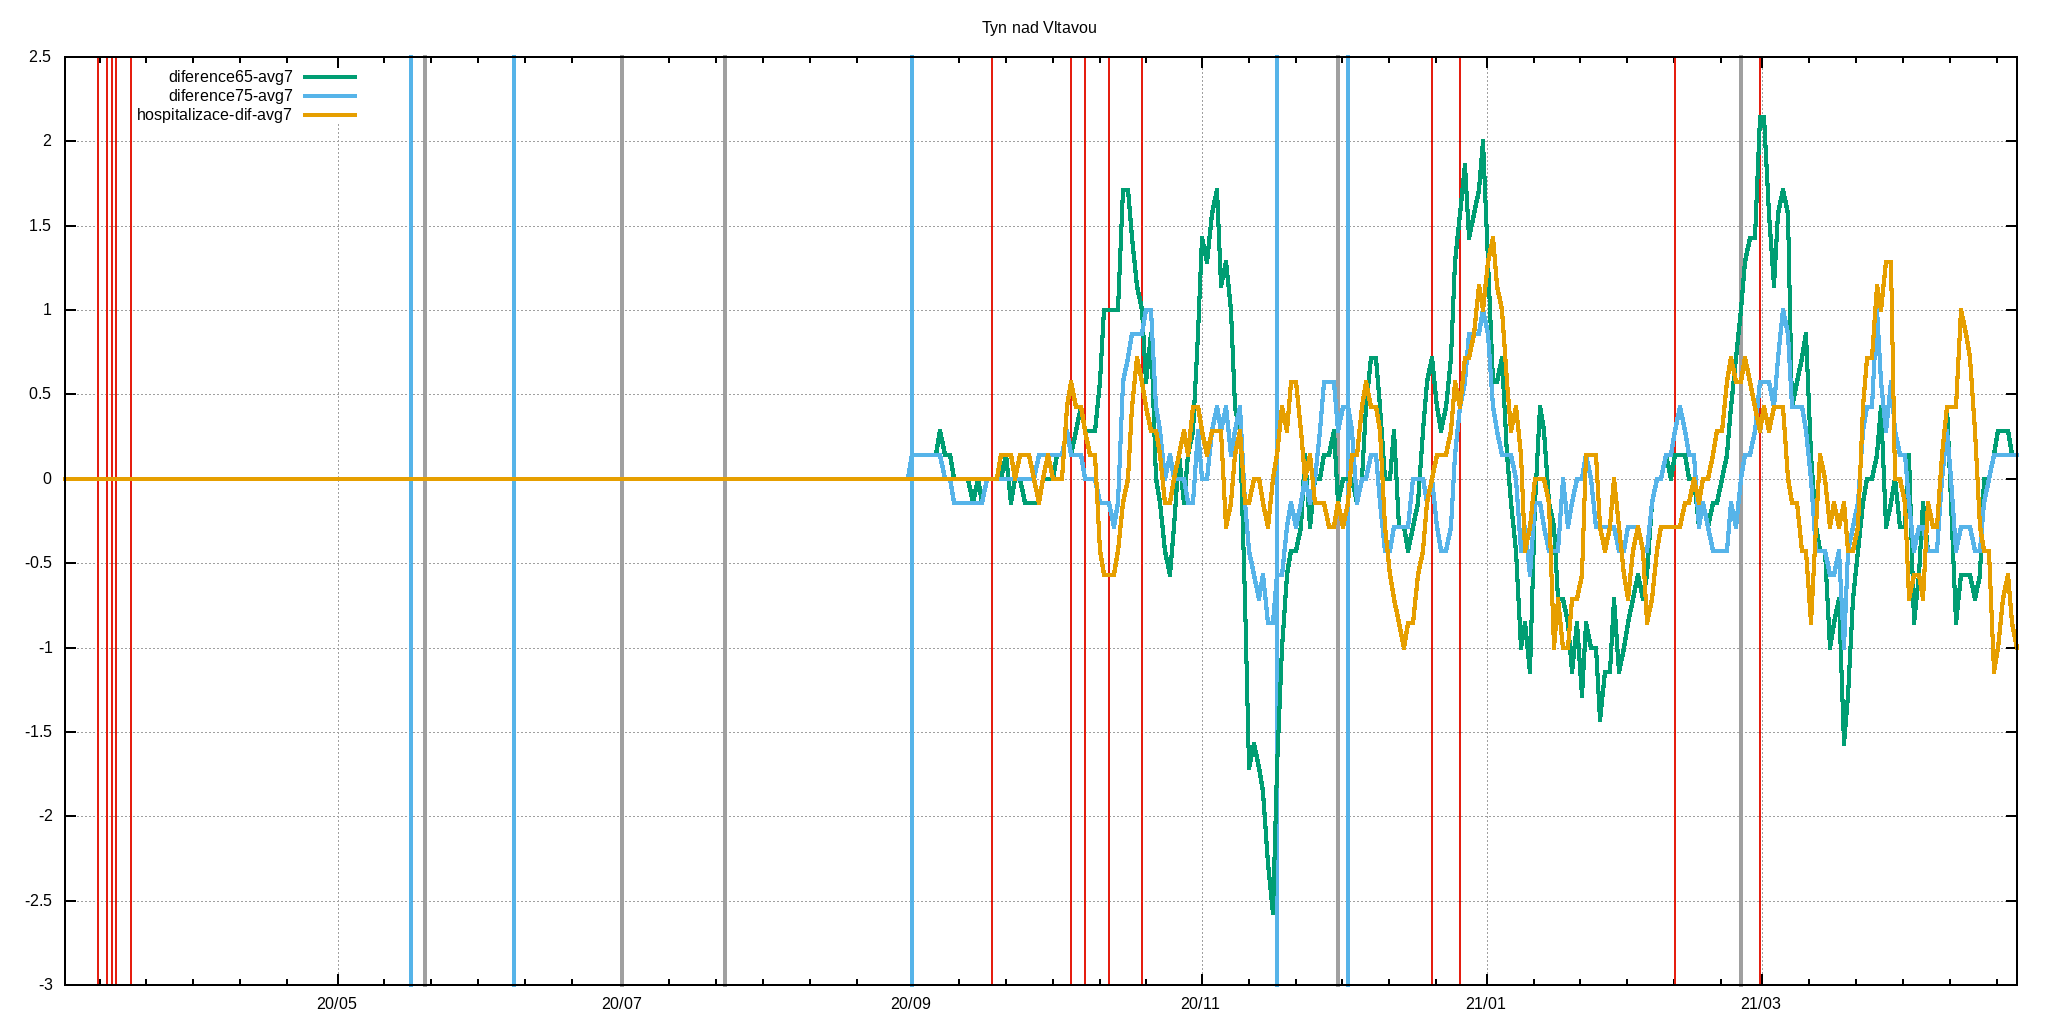 Tyn nad Vltavou
diference65-avg7
diference75-avg7
hospitalizace-dif-avg7
2.5
2
1.5
1
0.5
0
-0.5
-1
-1.5
-2
-2.5
-3
20/05 20/07 20/09 20/11 21/01 21/03